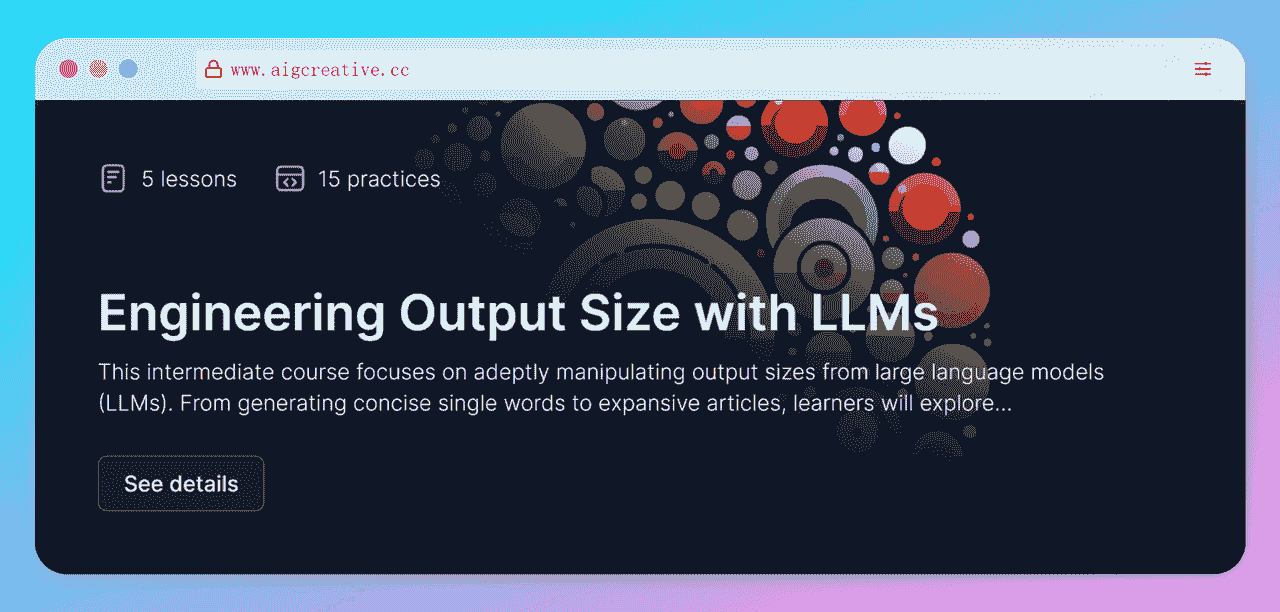 www.aigcreative.cc
5 lessons 15 practices
Engineering Output Size with LLMs
This intermediate course focuses on adeptly manipulating output sizes from large language models
(LLMs). From generating concise single words to expansive articles, learners will explore...
See details